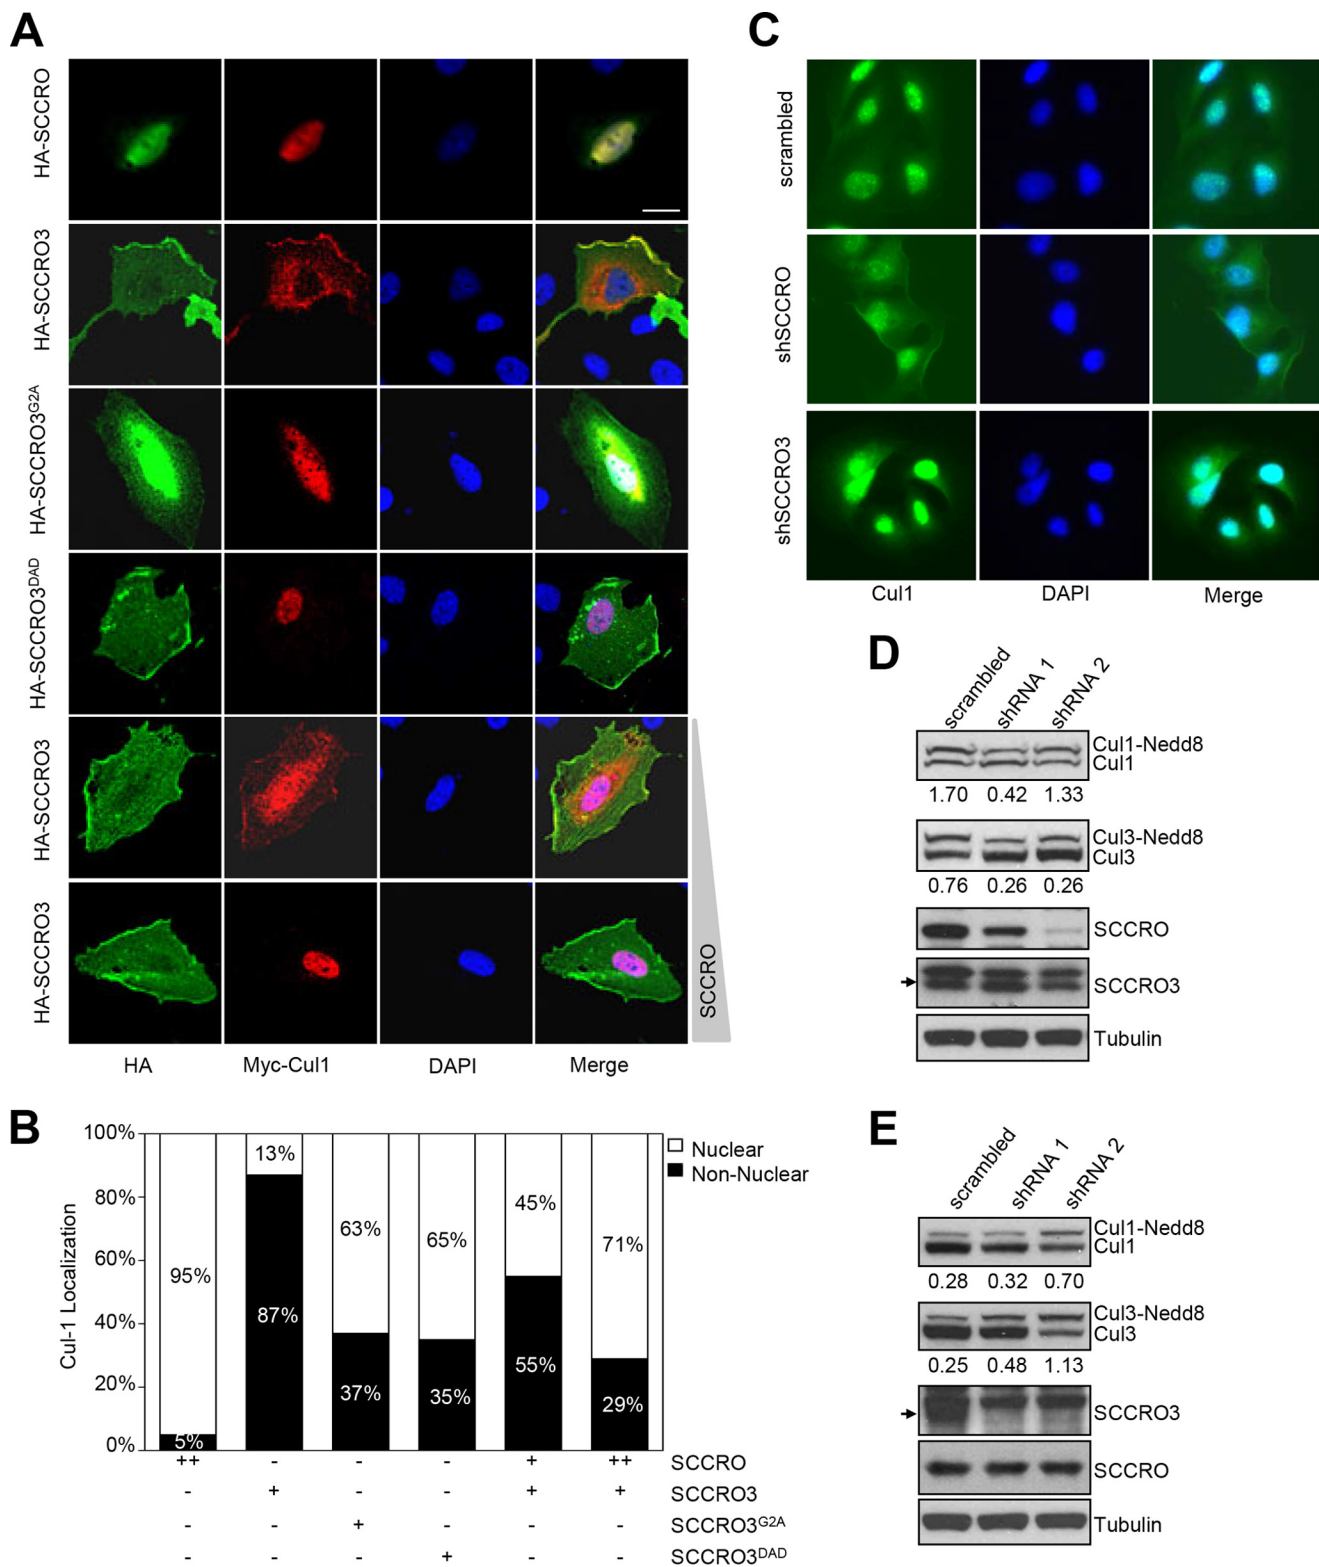 A
HA-SCCRO
HA-SCCRO3
HA-SCCRO3G2A
HA-SCCRO3DAD
HA-SCCRO3
HA-SCCRO3
SCCRO
HA Myc-Cul1 DAPI Merge
B
100%
80%
60%
40%
20%
0%
Cul-1 Localization
95% 13% 63% 65% 45% 71%
5% 87% 37% 35% 55% 29%
Nuclear
Non-Nuclear
++ - - - + ++ SCCRO
- + - - + + SCCRO3
- - + - - - SCCRO3G2A
- - - + - - SCCRO3DAD
C
scrambled
shSCCRO
shSCCRO3
Cul1 DAPI Merge
D
scrambled shRNA 1 shRNA 2
Cul1-Nedd8
Cul1
1.70 0.42 1.33
Cul3-Nedd8
Cul3
0.76 0.26 0.26
SCCRO
SCCRO3
Tubulin
E
scrambled shRNA 1 shRNA 2
Cul1-Nedd8
Cul1
0.28 0.32 0.70
Cul3-Nedd8
Cul3
0.25 0.48 1.13
SCCRO3
SCCRO
Tubulin